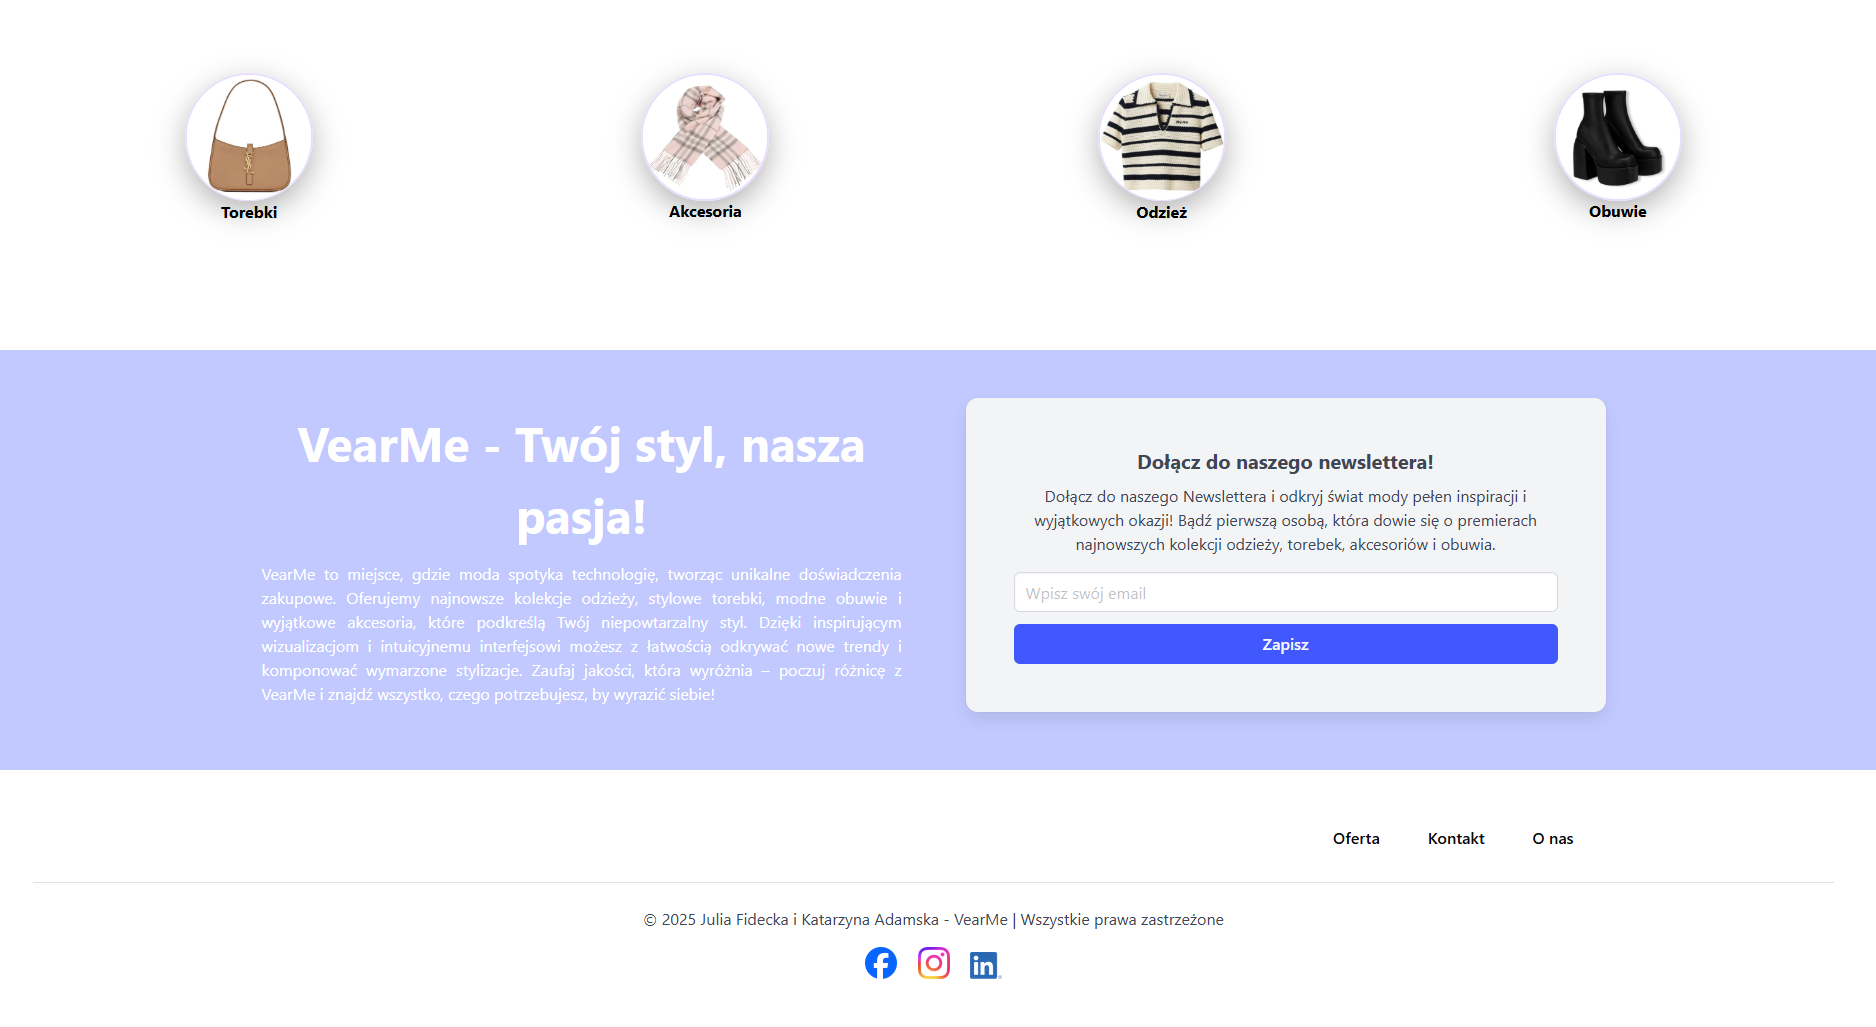 Torebki
Akcesoria
Odzież
Obuwie
VearMe - Twój styl, nasza
pasja!
VearMe to miejsce, gdzie moda spotyka technologię, tworząc unikalne doświadczenia
zakupowe. Oferujemy najnowsze kolekcje odzieży, stylowe torebki, modne obuwie i
wyjątkowe akcesoria, które podkreślą Twój niepowtarzalny styl. Dzięki inspirującym
wizualizacjom i intuicyjnemu interfejsowi możesz z łatwością odkrywać nowe trendy i
komponować wymarzone stylizacje. Zaufaj jakości, która wyróżnia – poczuj różnicę z
VearMe i znajdź wszystko, czego potrzebujesz, by wyrazić siebie!
Dołącz do naszego newslettera!
Dołącz do naszego Newslettera i odkryj świat mody pełen inspiracji i
wyjątkowych okazji! Bądź pierwszą osobą, która dowie się o premierach
najnowszych kolekcji odzieży, torebek, akcesoriów i obuwia.
Wpisz swój email
Zapisz
Oferta
Kontakt
O nas
© 2025 Julia Fidecka i Katarzyna Adamska - VearMe | Wszystkie prawa zastrzeżone
in